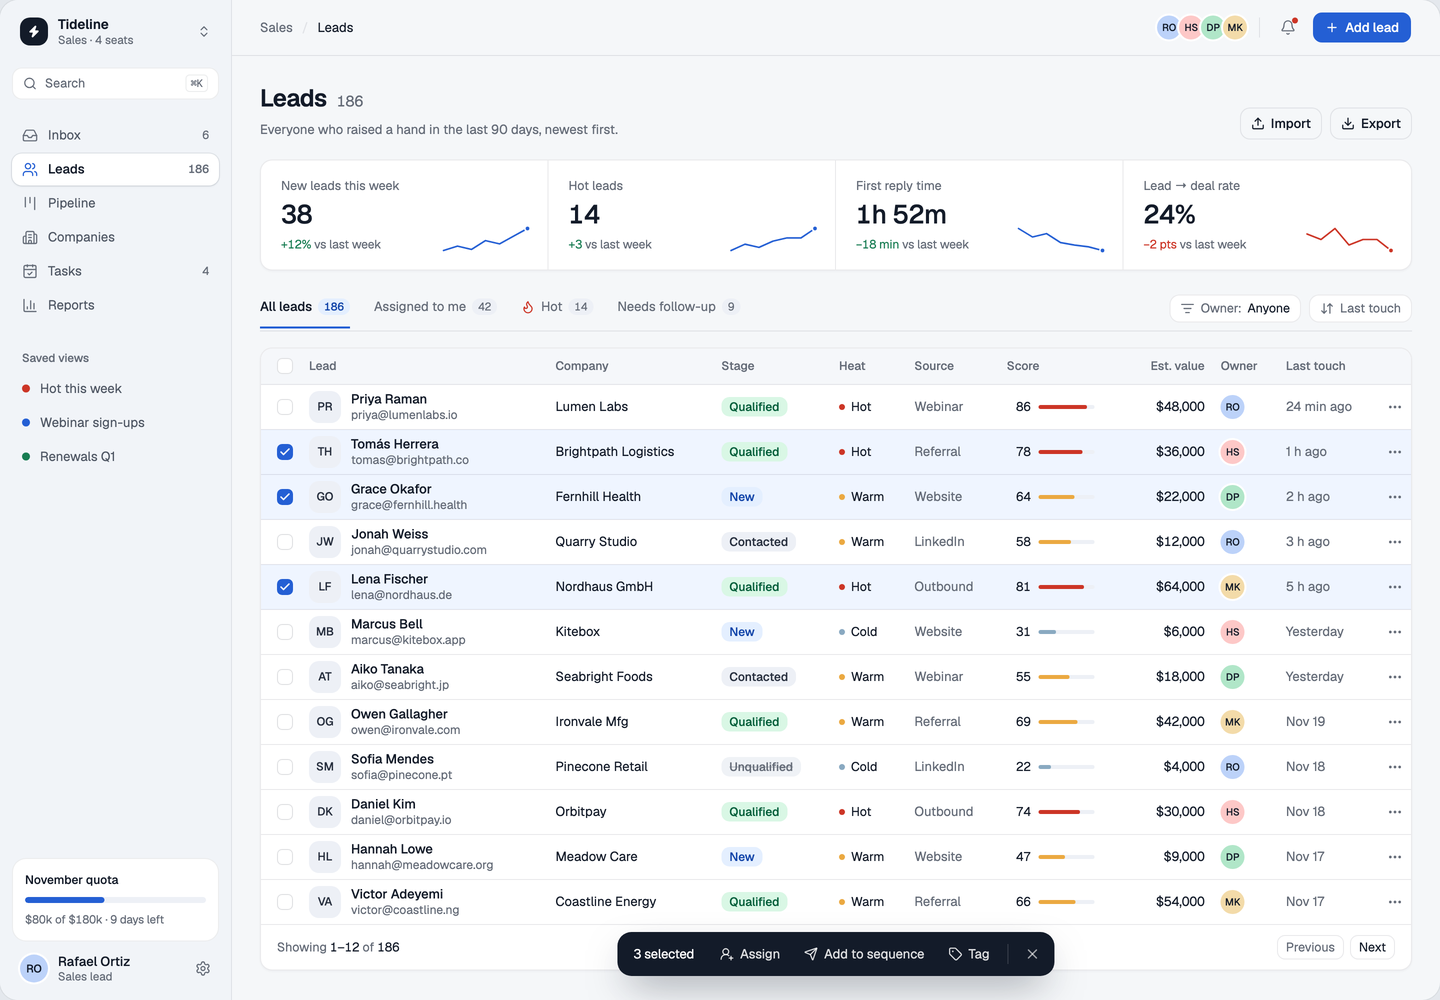 Tideline
Sales · 4 seats
Search ⌘K
Inbox 6
Leads 186
Pipeline
Companies
Tasks 4
Reports
Saved views
Hot this week
Webinar sign-ups
Renewals Q1
November quota
$80k of $180k · 9 days left
RO Rafael Ortiz
Sales lead
Sales / Leads
RO HS DP MK
Add lead
Leads 186
Everyone who raised a hand in the last 90 days, newest first.
Import
Export
New leads this week
38
+12% vs last week
Hot leads
14
+3 vs last week
First reply time
1h 52m
−18 min vs last week
Lead → deal rate
24%
−2 pts vs last week
All leads 186
Assigned to me 42
Hot 14
Needs follow-up 9
Owner: Anyone
Last touch
Lead Company Stage Heat Source Score Est. value Owner Last touch
PR Priya Raman Lumen Labs Qualified Hot Webinar 86 $48,000 RO 24 min ago
priya@lumenlabs.io
TH Tomás Herrera Brightpath Logistics Qualified Hot Referral 78 $36,000 HS 1 h ago
tomas@brightpath.co
GO Grace Okafor Fernhill Health New Warm Website 64 $22,000 DP 2 h ago
grace@fernhill.health
JW Jonah Weiss Quarry Studio Contacted Warm LinkedIn 58 $12,000 RO 3 h ago
jonah@quarrystudio.com
LF Lena Fischer Nordhaus GmbH Qualified Hot Outbound 81 $64,000 MK 5 h ago
lena@nordhaus.de
MB Marcus Bell Kitebox New Cold Website 31 $6,000 HS Yesterday
marcus@kitebox.app
AT Aiko Tanaka Seabright Foods Contacted Warm Webinar 55 $18,000 DP Yesterday
aiko@seabright.jp
OG Owen Gallagher Ironvale Mfg Qualified Warm Referral 69 $42,000 MK Nov 19
owen@ironvale.com
SM Sofia Mendes Pinecone Retail Unqualified Cold LinkedIn 22 $4,000 RO Nov 18
sofia@pinecone.pt
DK Daniel Kim Orbitpay Qualified Hot Outbound 74 $30,000 HS Nov 18
daniel@orbitpay.io
HL Hannah Lowe Meadow Care New Warm Website 47 $9,000 DP Nov 17
hannah@meadowcare.org
VA Victor Adeyemi Coastline Energy Qualified Warm Referral 66 $54,000 MK Nov 17
victor@coastline.ng
Showing 1–12 of 186
3 selected Assign Add to sequence Tag
Previous Next